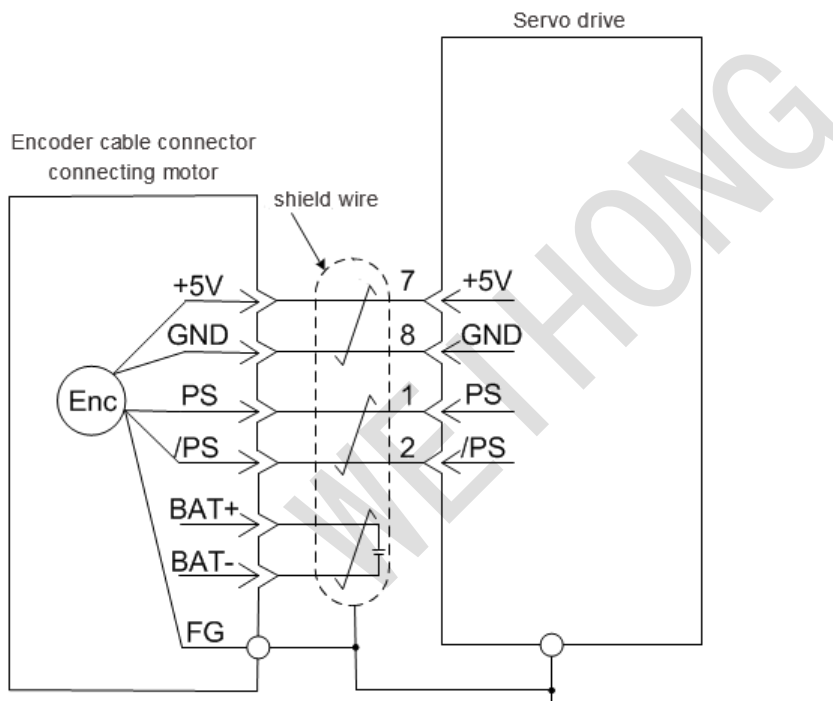 Servo drive
Encoder cable connector
connecting motor
shield wire
+5V 7 +5V
GND 8 GND
Enc
PS 1 PS
/PS 2 /PS
BAT+
BAT-
FG
WEIHONG